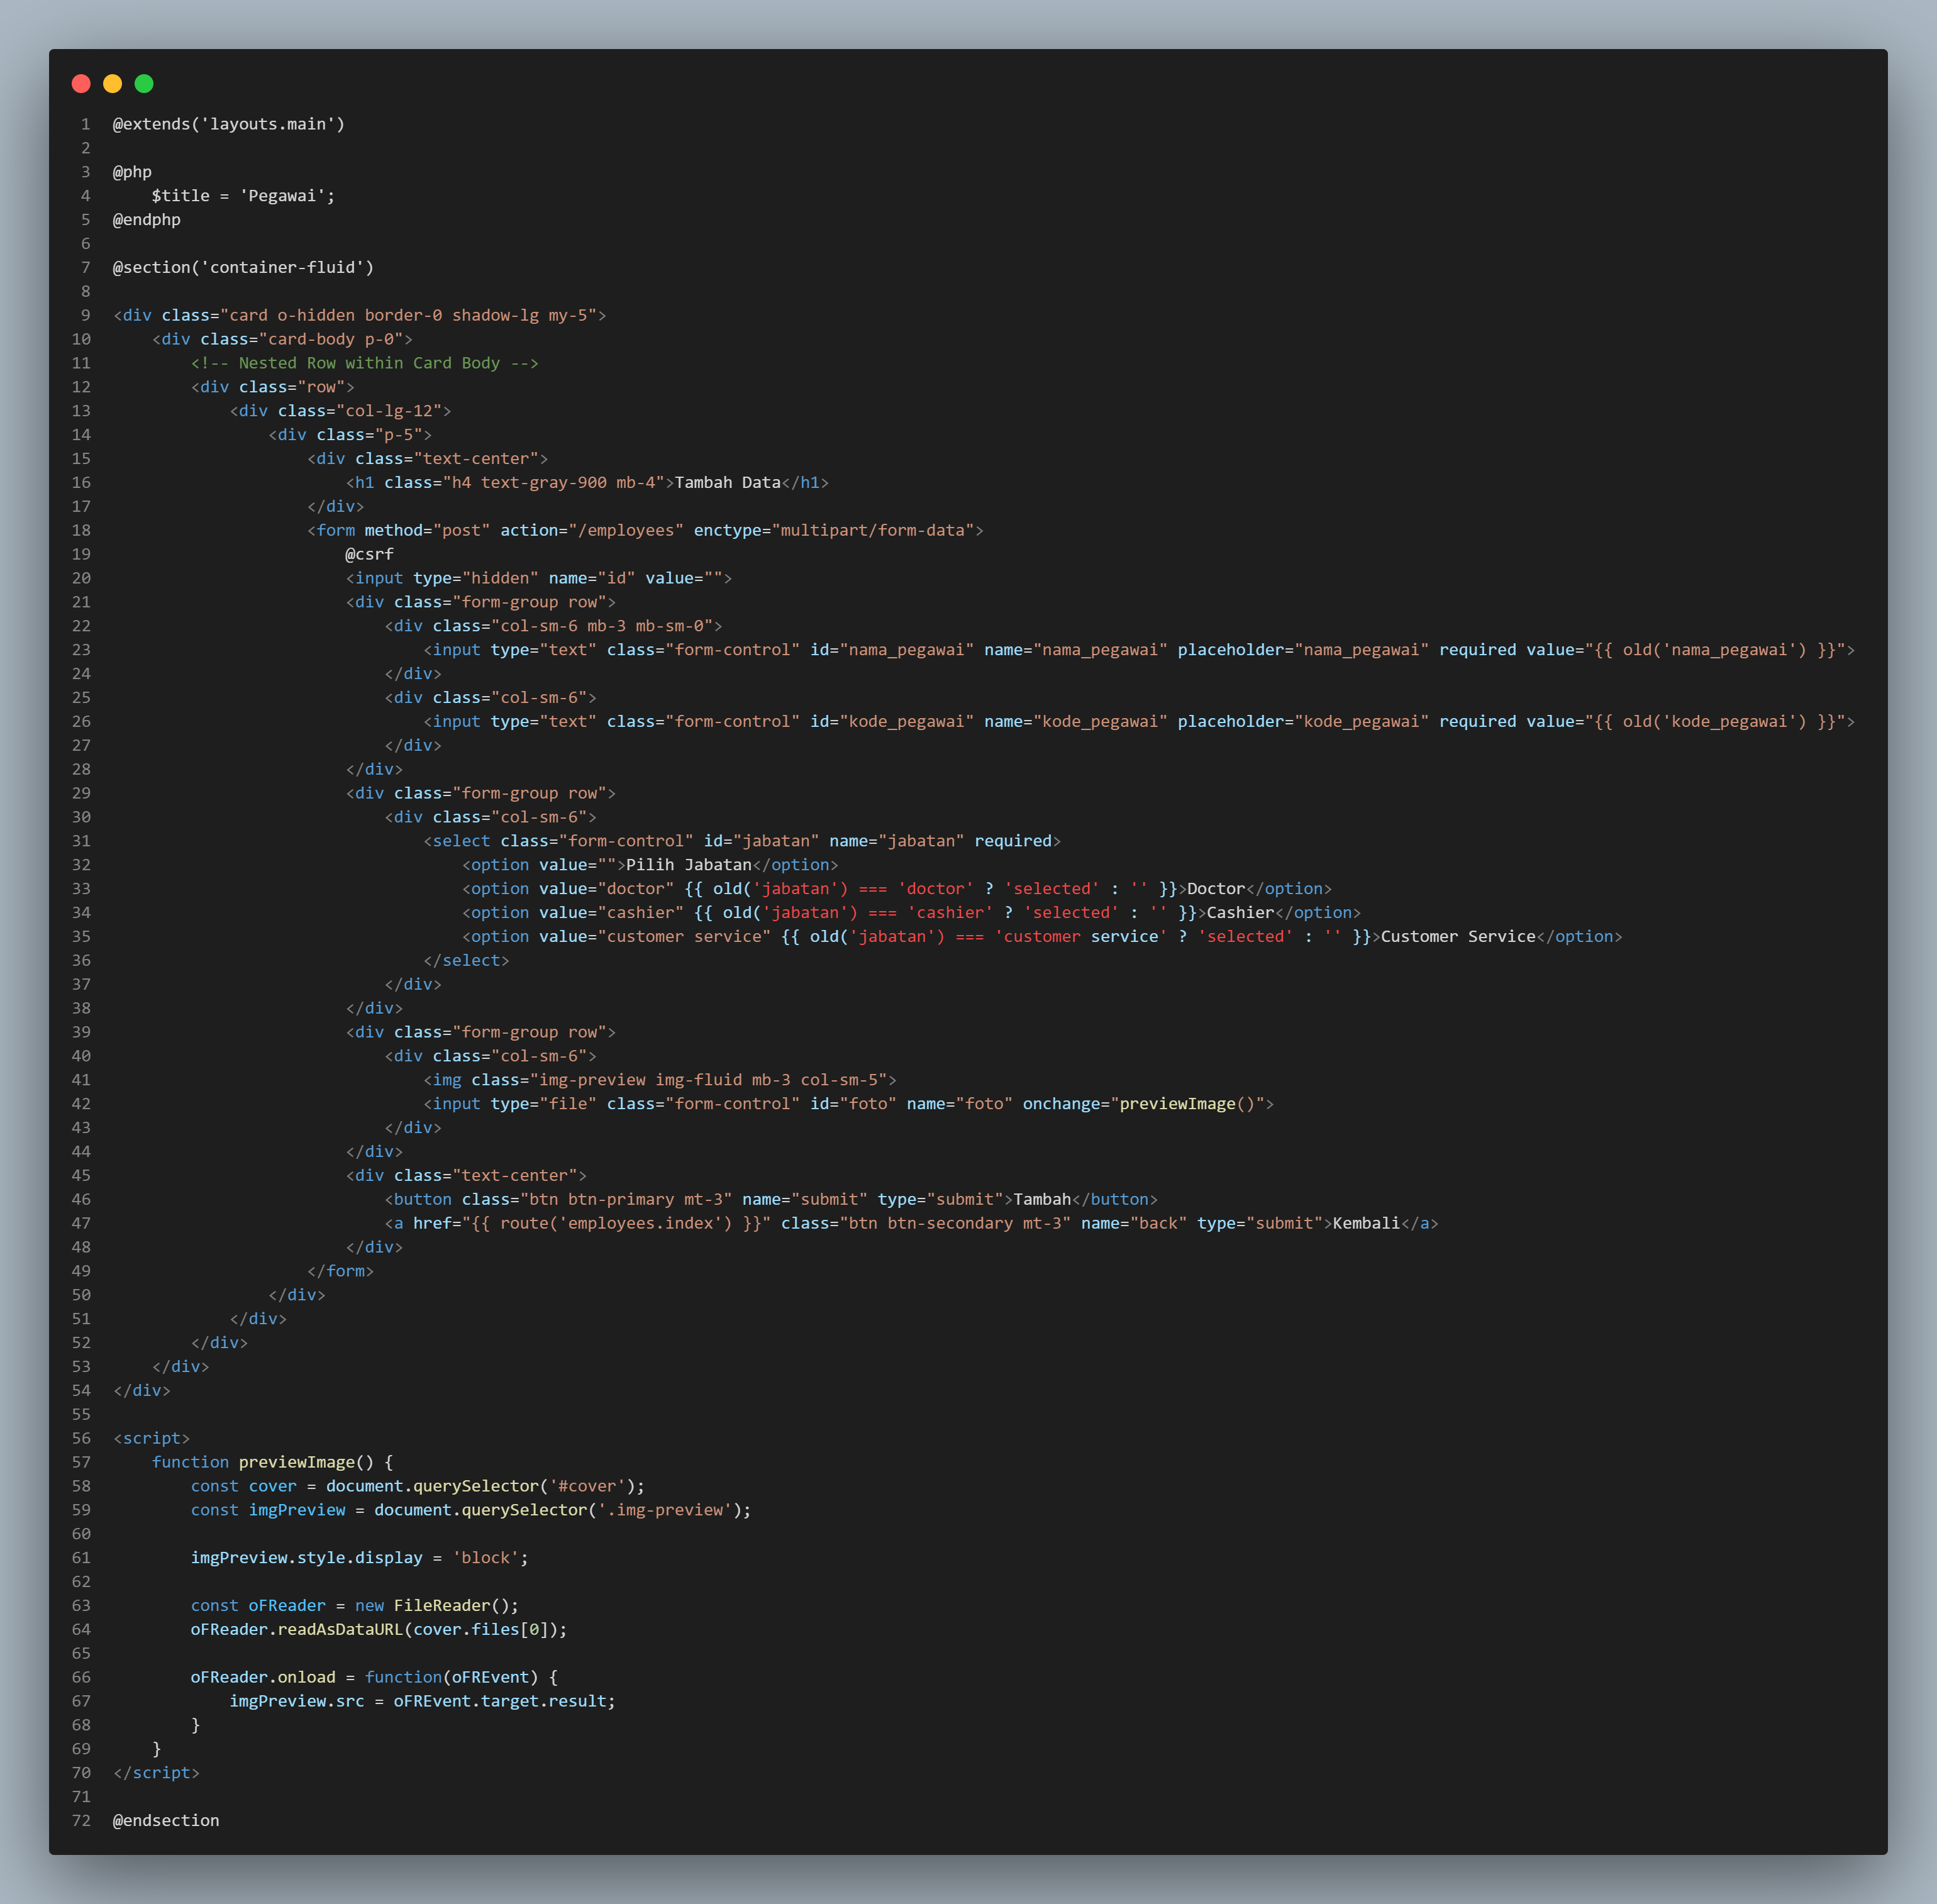 1 @extends('layouts.main')
2
3 @php
4     $title = 'Pegawai';
5 @endphp
6
7 @section('container-fluid')
8
9 <div class="card o-hidden border-0 shadow-lg my-5">
10     <div class="card-body p-0">
11         <!-- Nested Row within Card Body -->
12         <div class="row">
13             <div class="col-lg-12">
14                 <div class="p-5">
15                     <div class="text-center">
16                         <h1 class="h4 text-gray-900 mb-4">Tambah Data</h1>
17                     </div>
18                     <form method="post" action="/employees" enctype="multipart/form-data">
19                         @csrf
20                         <input type="hidden" name="id" value="">
21                         <div class="form-group row">
22                             <div class="col-sm-6 mb-3 mb-sm-0">
23                                 <input type="text" class="form-control" id="nama_pegawai" name="nama_pegawai" placeholder="nama_pegawai" required value="{{ old('nama_pegawai') }}">
24                             </div>
25                             <div class="col-sm-6">
26                                 <input type="text" class="form-control" id="kode_pegawai" name="kode_pegawai" placeholder="kode_pegawai" required value="{{ old('kode_pegawai') }}">
27                             </div>
28                         </div>
29                         <div class="form-group row">
30                             <div class="col-sm-6">
31                                 <select class="form-control" id="jabatan" name="jabatan" required>
32                                     <option value="">Pilih Jabatan</option>
33                                     <option value="doctor" {{ old('jabatan') === 'doctor' ? 'selected' : '' }}>Doctor</option>
34                                     <option value="cashier" {{ old('jabatan') === 'cashier' ? 'selected' : '' }}>Cashier</option>
35                                     <option value="customer service" {{ old('jabatan') === 'customer service' ? 'selected' : '' }}>Customer Service</option>
36                                 </select>
37                             </div>
38                         </div>
39                         <div class="form-group row">
40                             <div class="col-sm-6">
41                                 <img class="img-preview img-fluid mb-3 col-sm-5">
42                                 <input type="file" class="form-control" id="foto" name="foto" onchange="previewImage()">
43                             </div>
44                         </div>
45                         <div class="text-center">
46                             <button class="btn btn-primary mt-3" name="submit" type="submit">Tambah</button>
47                             <a href="{{ route('employees.index') }}" class="btn btn-secondary mt-3" name="back" type="submit">Kembali</a>
48                         </div>
49                     </form>
50                 </div>
51             </div>
52         </div>
53     </div>
54 </div>
55
56 <script>
57     function previewImage() {
58         const cover = document.querySelector('#cover');
59         const imgPreview = document.querySelector('.img-preview');
60
61         imgPreview.style.display = 'block';
62
63         const oFReader = new FileReader();
64         oFReader.readAsDataURL(cover.files[0]);
65
66         oFReader.onload = function(oFREvent) {
67             imgPreview.src = oFREvent.target.result;
68         }
69     }
70 </script>
71
72 @endsection